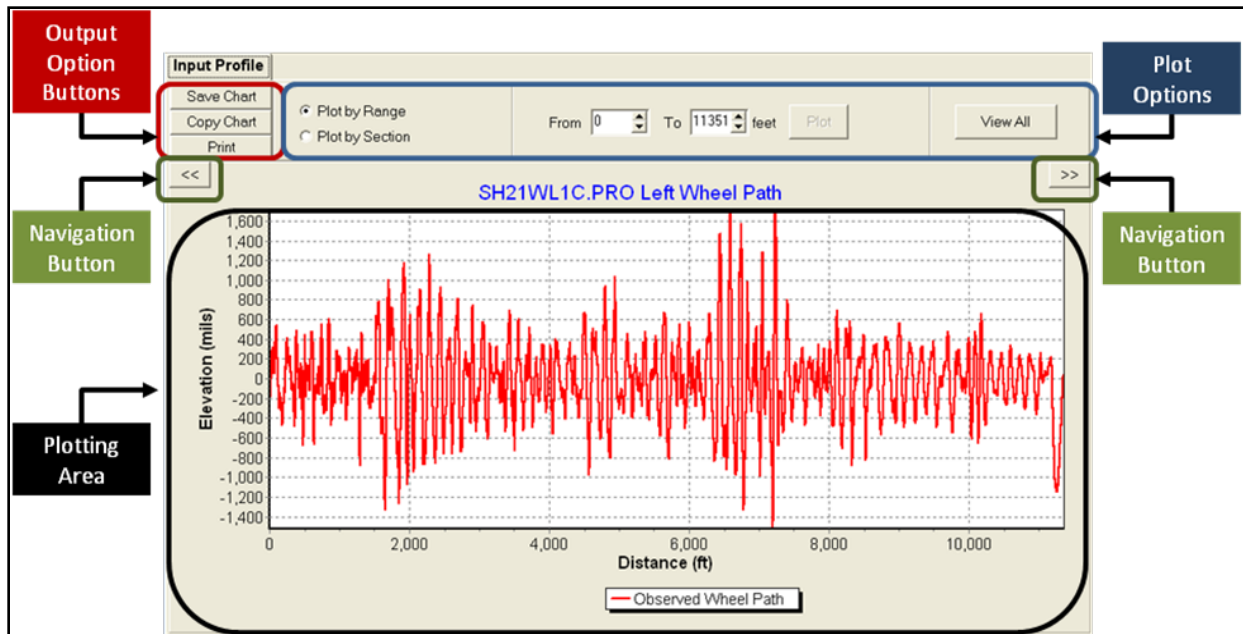 Output
Option
Buttons
Input Profile
Save Chart
Copy Chart
Print
Plot by Range
Plot by Section
From 0 To 11351 feet Plot
View All
Plot
Options
<<
>>
Navigation
Button
Navigation
Button
SH21WL1C.PRO Left Wheel Path
Plotting
Area
Elevation (mils)
1,600
1,400
1,200
1,000
800
600
400
200
0
-200
-400
-600
-800
-1,000
-1,200
-1,400
0 2,000 4,000 6,000 8,000 10,000
Distance (ft)
Observed Wheel Path